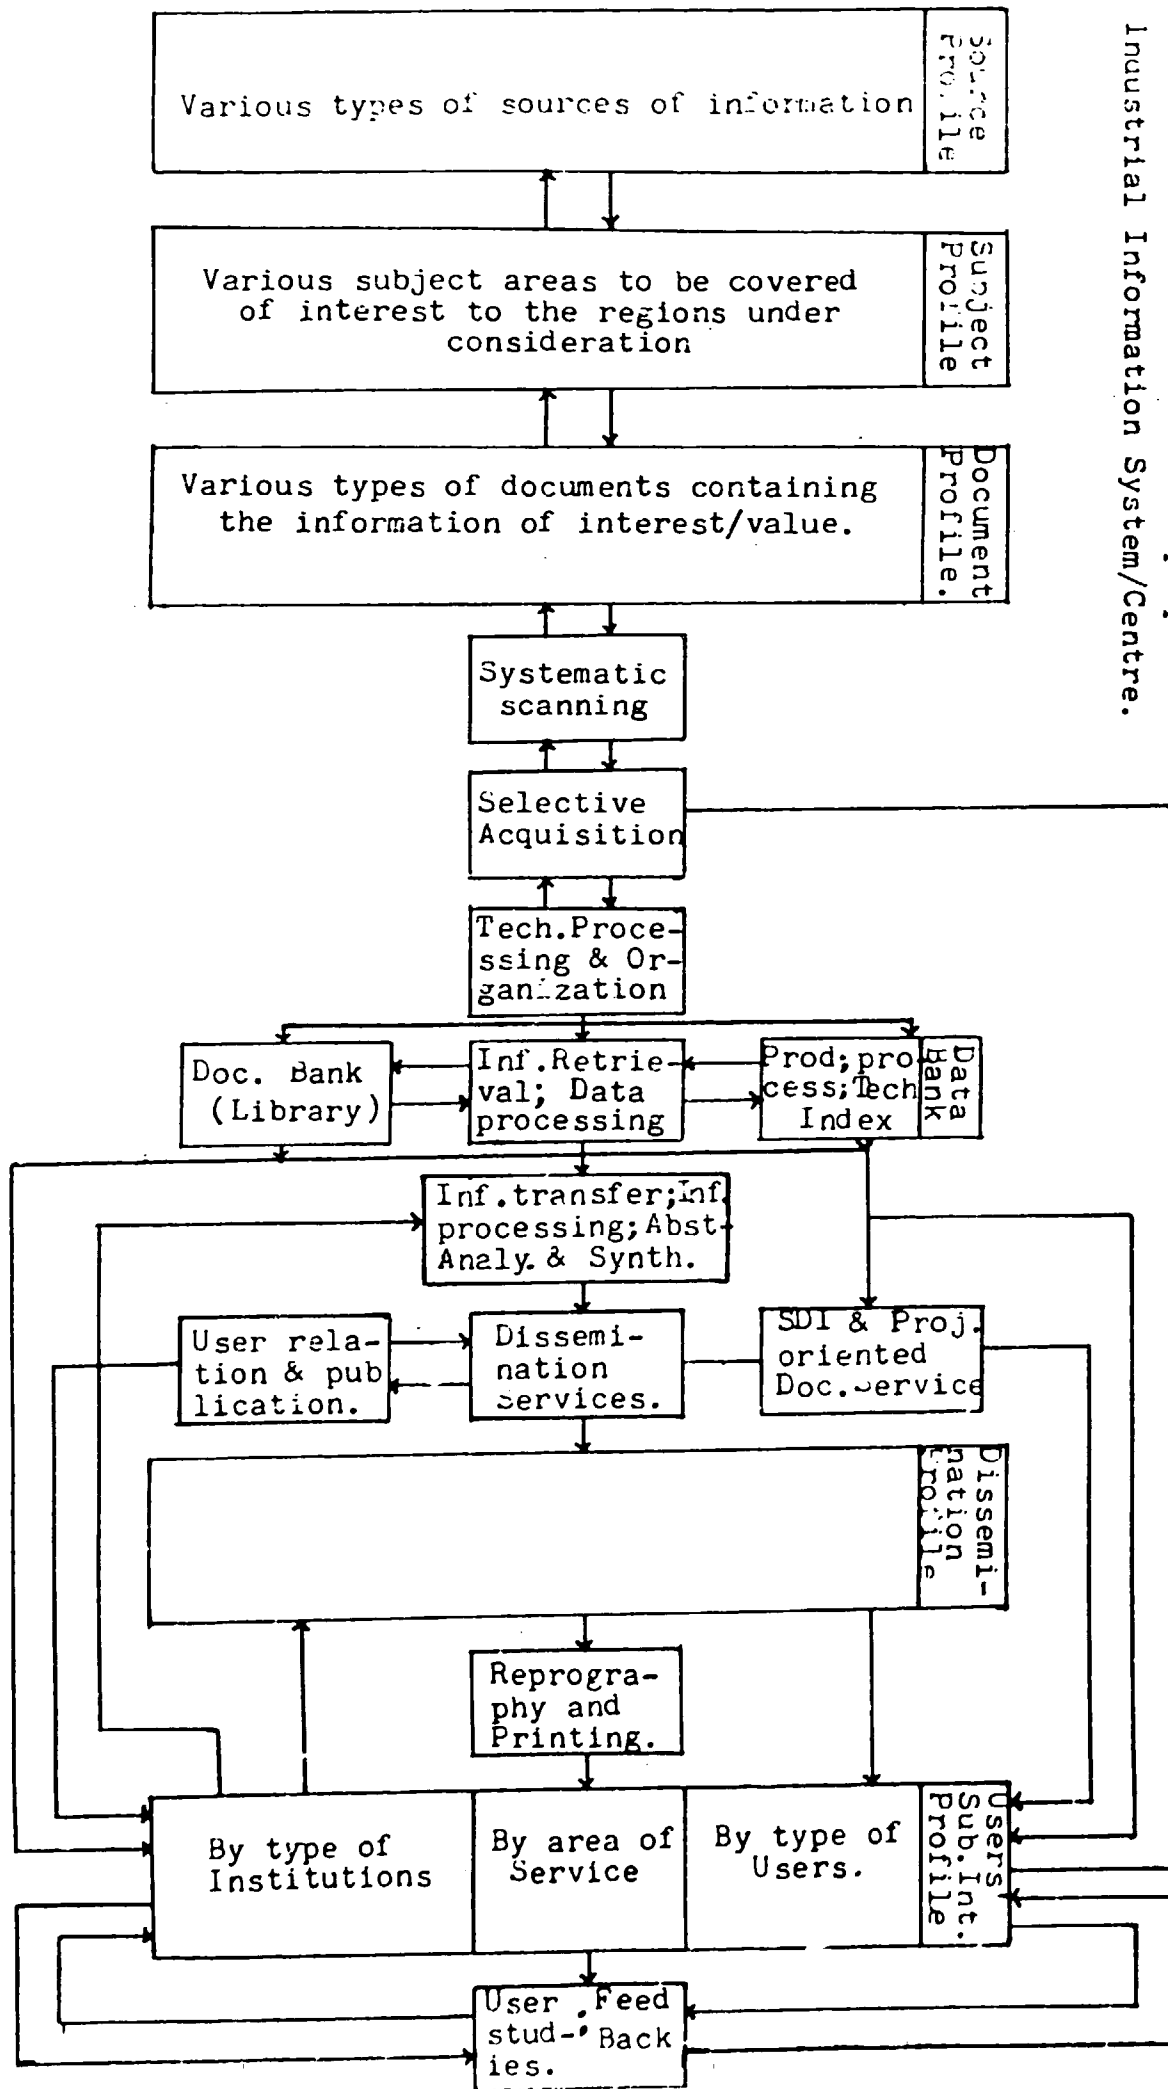 Industrial Information System/Centre.
Various types of sources of information
Source
Profile
Various subject areas to be covered
of interest to the regions under
consideration
Subject
Profile
Various types of documents containing
the information of interest/value.
Document
Profile.
Systematic
scanning
Selective
Acquisition
Tech.Proce-
ssing & Or-
ganization
Doc. Bank
(Library)
Inf.Retrie-
val; Data
processing
Prod;pro
cess;Tech
Index
Data
Bank
Inf.transfer;Inf.
processing;Abst-
Analy.& Synth.
User rela-
tion & pub
lication.
Dissemi-
nation
Services.
SDI & Proj.
oriented
Doc.Service
Dissemi-
nation
Profile
Reprogra-
phy and
Printing.
By type of
Institutions
By area of
Service
By type of
Users.
Users
Sub.Int.
Profile
User
stud-
ies.
Feed
Back